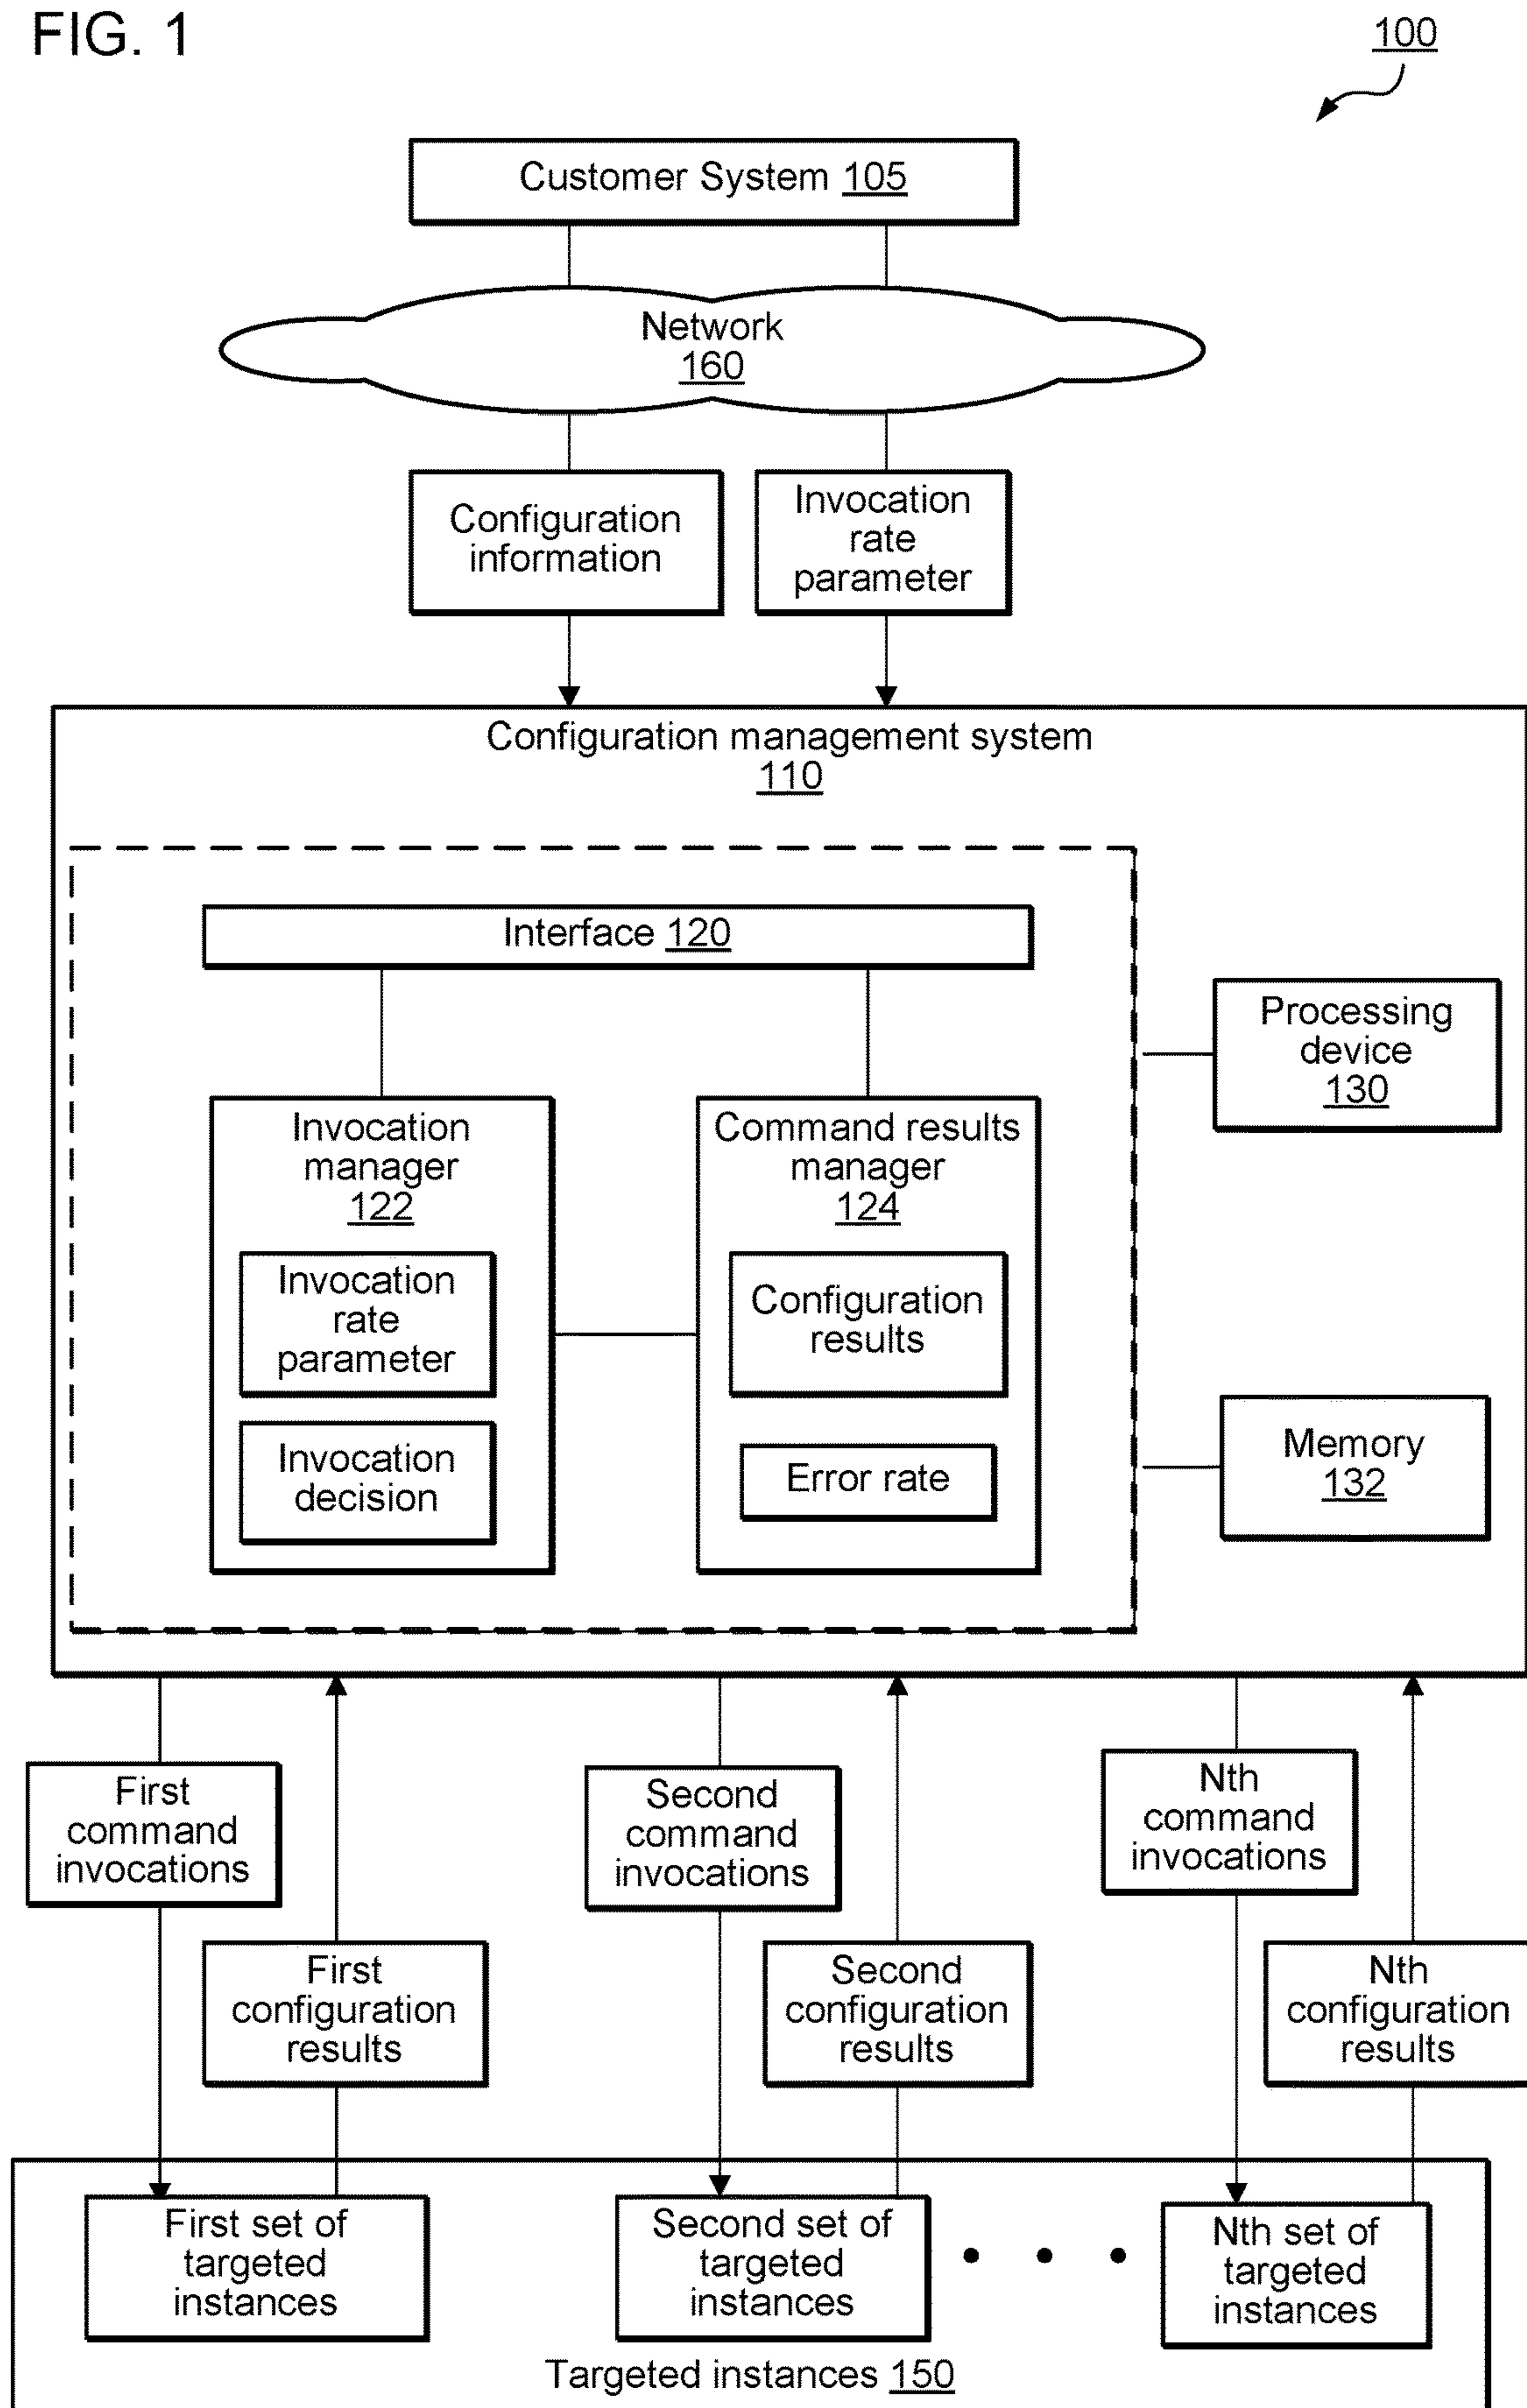 FIG. 1
100
Customer System 105
Network
160
Configuration
information
Invocation
rate
parameter
Configuration management system
110
Interface 120
Processing
device
130
Invocation
manager
122
Command results
manager
124
Invocation
rate
parameter
Configuration
results
Invocation
decision
Error rate
Memory
132
First
command
invocations
Second
command
invocations
Nth
command
invocations
First
configuration
results
Second
configuration
results
Nth
configuration
results
First set of
targeted
instances
Second set of
targeted
instances
Nth set of
targeted
instances
Targeted instances 150